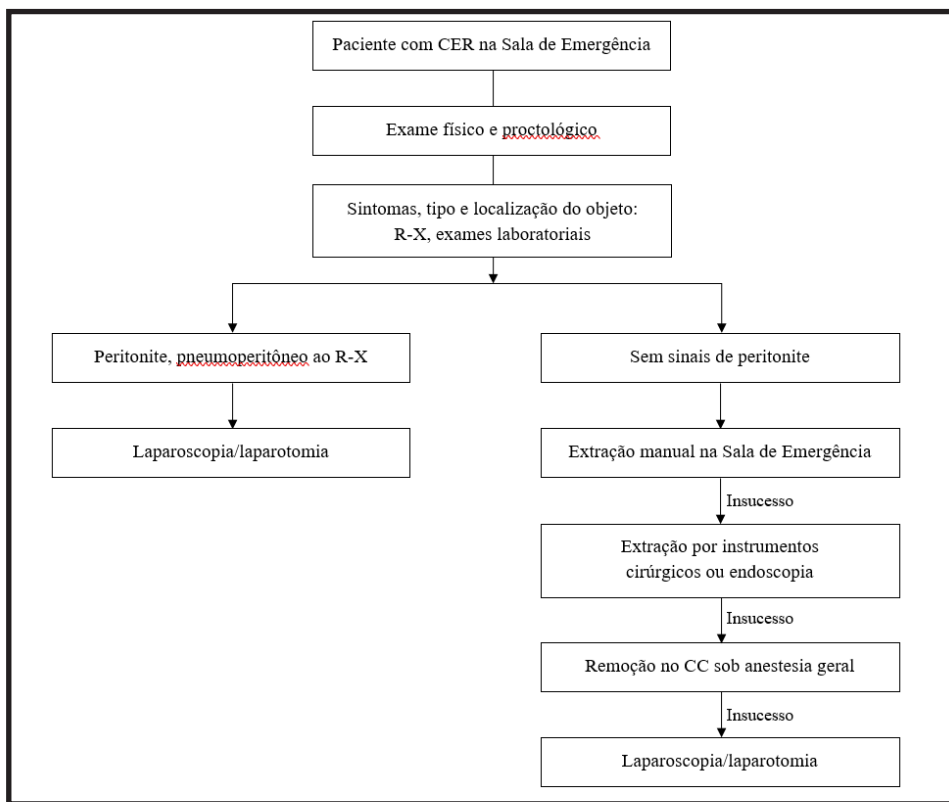 Paciente com CER na Sala de Emergência
Exame físico e proctológico
Sintomas, tipo e localização do objeto:
R-X, exames laboratoriais
Peritonite, pneumoperitôneo ao R-X
Laparoscopia/laparotomia
Sem sinais de peritonite
Extração manual na Sala de Emergência
Insucesso
Extração por instrumentos
cirúrgicos ou endoscopia
Insucesso
Remoção no CC sob anestesia geral
Insucesso
Laparoscopia/laparotomia